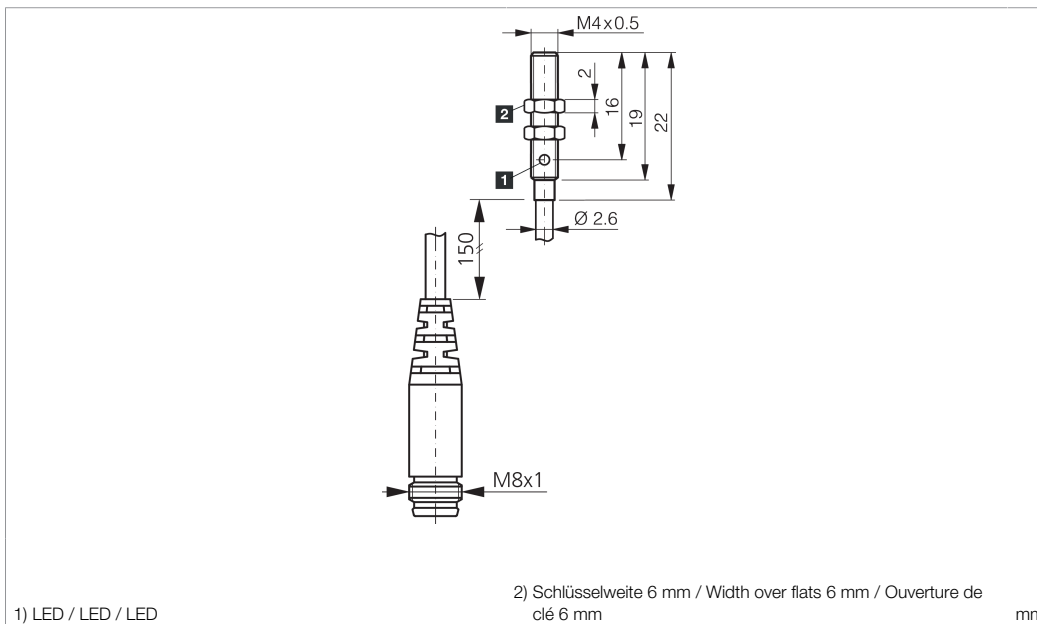 M4x0.5
2
16
19
22
2
1
Ø 2.6
150
M8x1
1) LED / LED / LED
2) Schlüsselweite 6 mm / Width over flats 6 mm / Ouverture de
clé 6 mm
mm